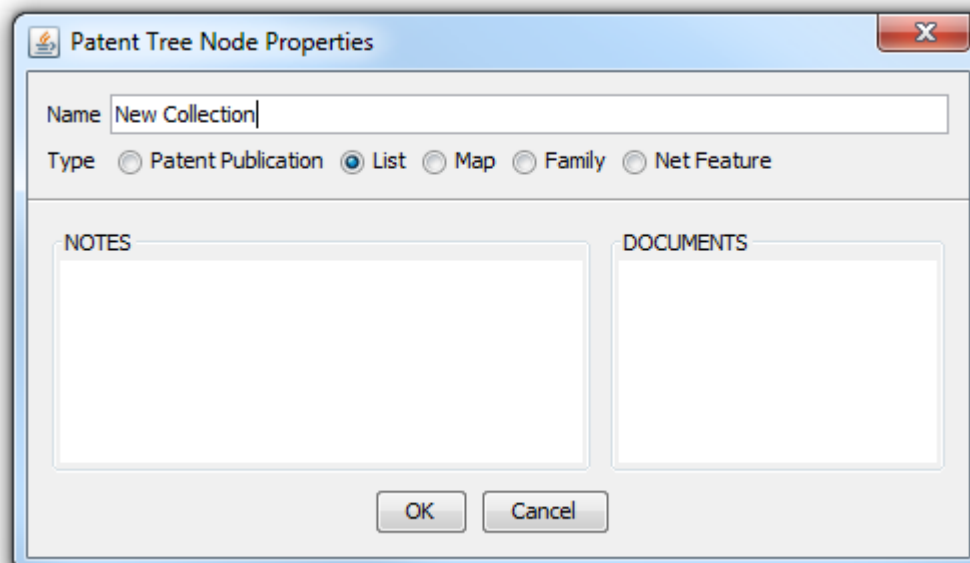 Patent Tree Node Properties
Name New Collection
Type Patent Publication List Map Family Net Feature
NOTES DOCUMENTS
OK Cancel